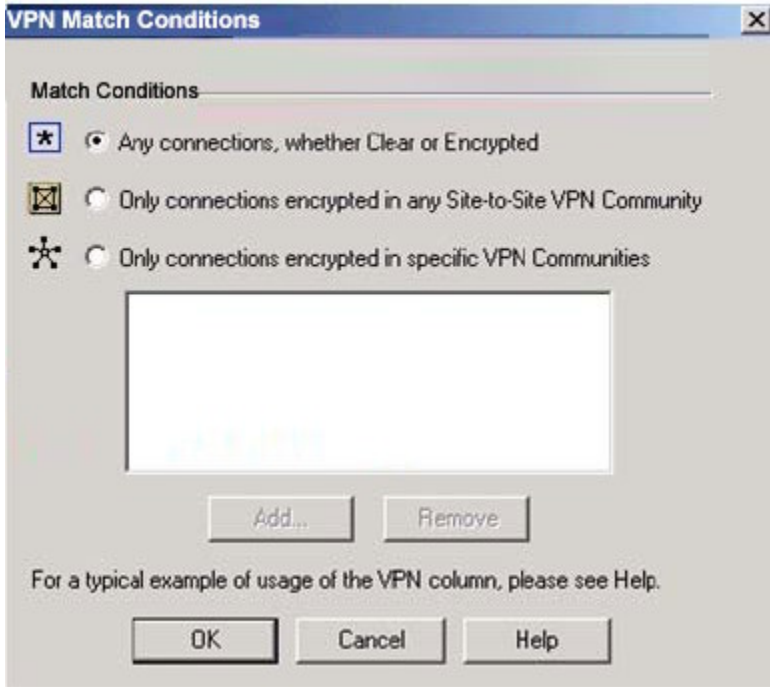 VPN Match Conditions
Match Conditions
Any connections, whether Clear or Encrypted
Only connections encrypted in any Site-to-Site VPN Community
Only connections encrypted in specific VPN Communities
Add... Remove
For a typical example of usage of the VPN column, please see Help.
OK Cancel Help